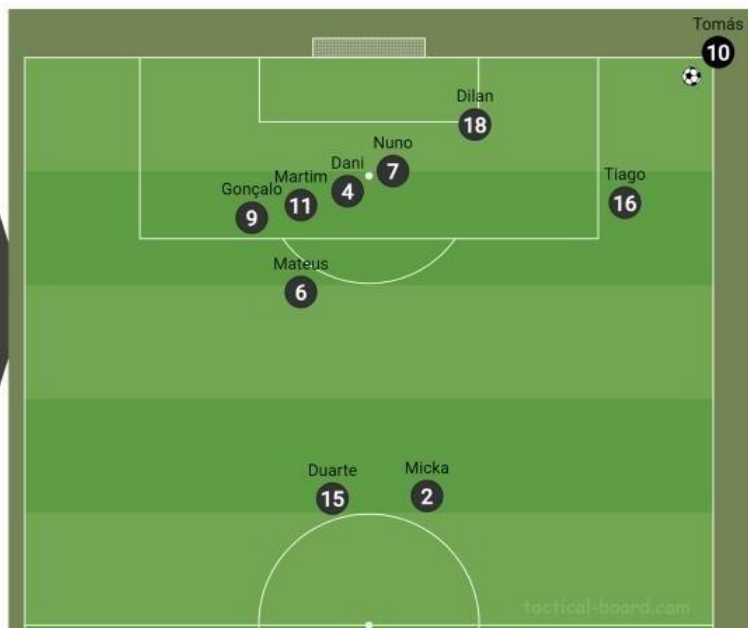 Tomás
10
Dilan
18
Nuno
7
Dani
4
Martim
11
Gonçalo
9
Tiago
16
Mateus
6
Duarte
15
Micka
2
tactical-board.com